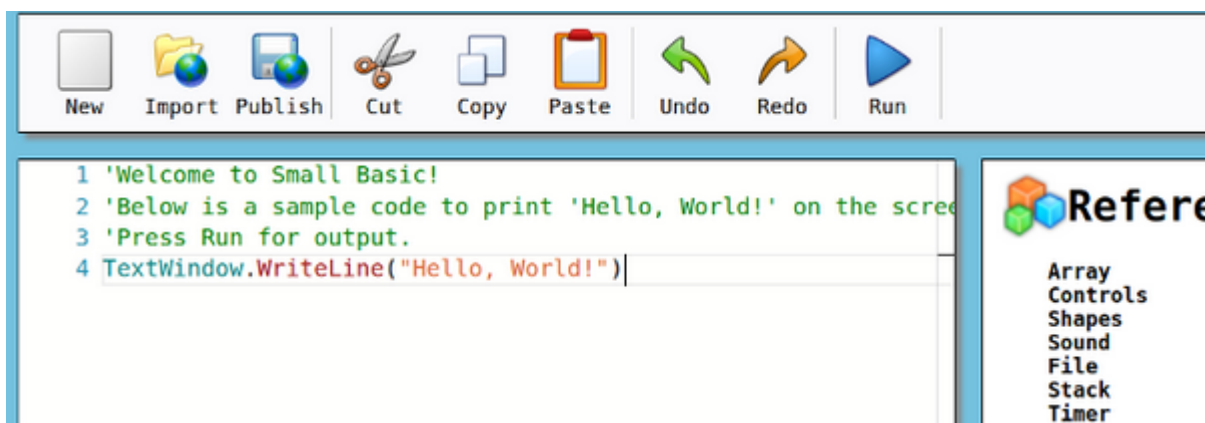 New Import Publish Cut Copy Paste Undo Redo Run
1 'Welcome to Small Basic!
2 'Below is a sample code to print 'Hello, World!' on the scree
3 'Press Run for output.
4 TextWindow.WriteLine("Hello, World!")
Refere
Array
Controls
Shapes
Sound
File
Stack
Timer